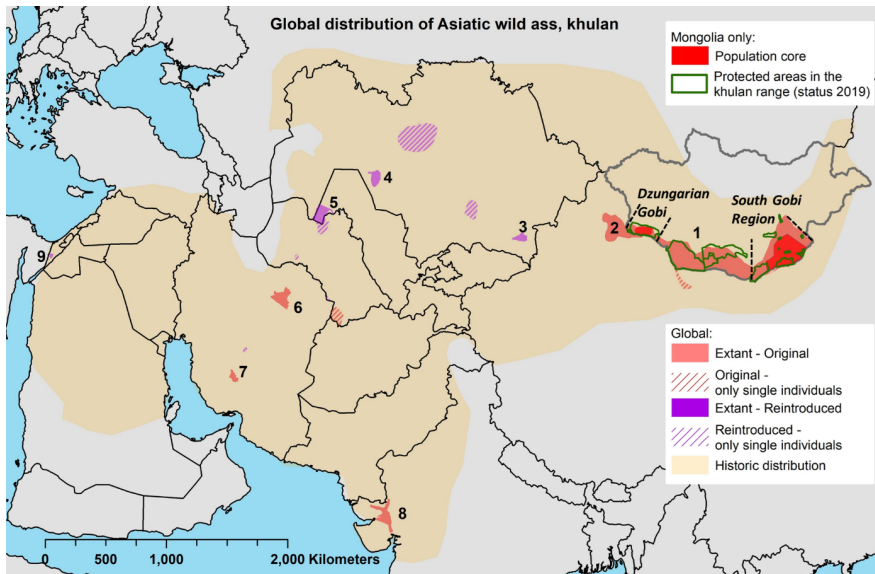 Global distribution of Asiatic wild ass, khulan
Mongolia only:
Population core
Protected areas in the
khulan range (status 2019)
4
Dzungarian
Gobi
South Gobi
Region
5
3
2
1
9
6
7
8
Global:
Extant - Original
Original -
only single individuals
Extant - Reintroduced
Reintroduced -
only single individuals
Historic distribution
0 500 1,000 2,000 Kilometers